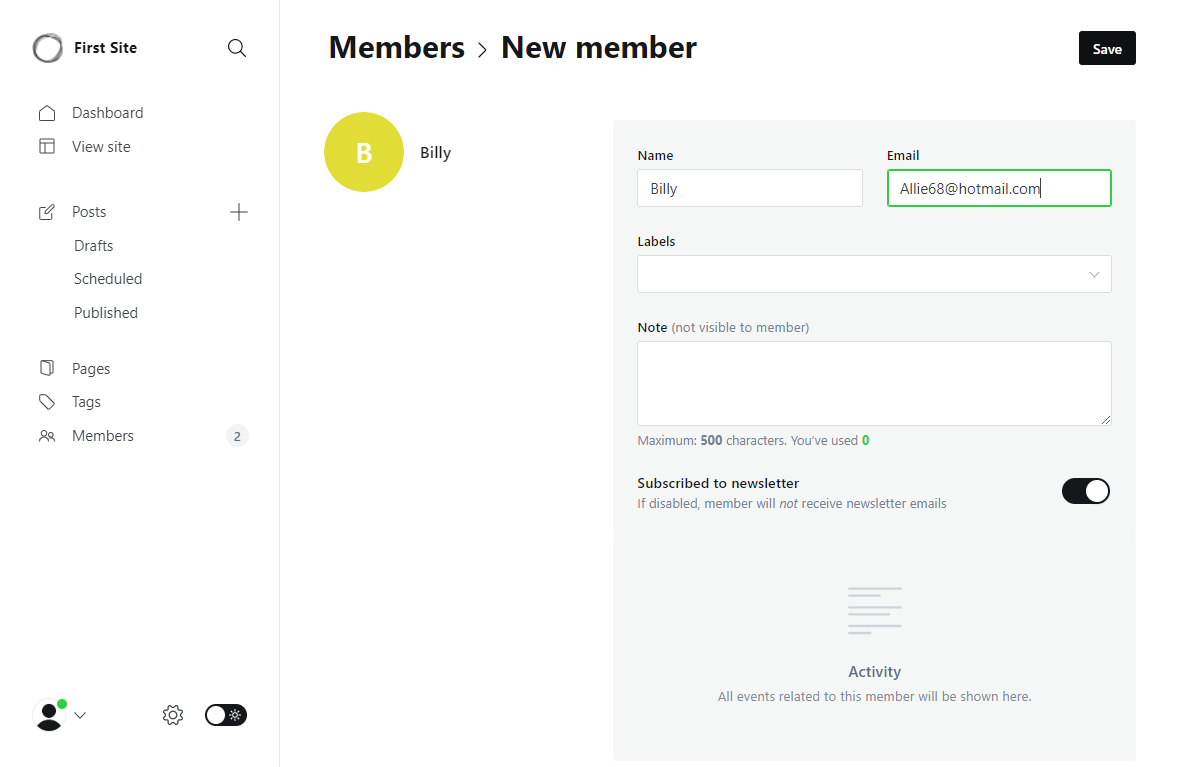 First Site
Dashboard
View site
Posts
Drafts
Scheduled
Published
Pages
Tags
Members 2
Members > New member
Save
B Billy
Name Email
Billy Allie68@hotmail.com
Labels
Note (not visible to member)
Maximum: 500 characters. You've used 0
Subscribed to newsletter
If disabled, member will not receive newsletter emails
Activity
All events related to this member will be shown here.